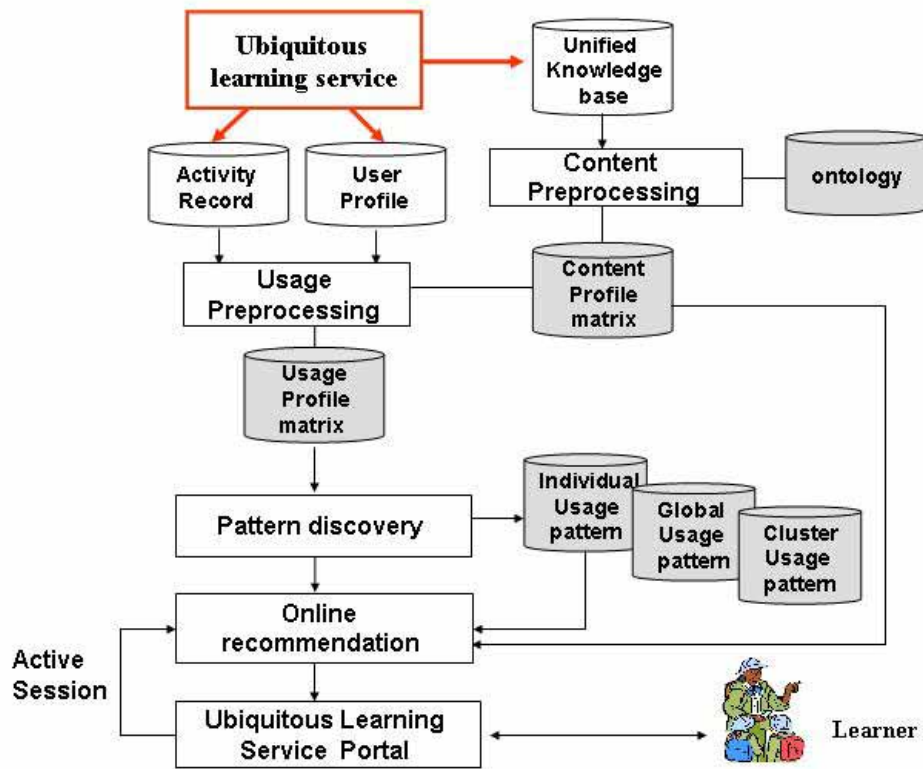 Ubiquitous
learning service
Unified
Knowledge
base
Activity
Record
User
Profile
Content
Preprocessing
ontology
Usage
Preprocessing
Content
Profile
matrix
Usage
Profile
matrix
Pattern discovery
Individual
Usage
pattern
Global
Usage
pattern
Cluster
Usage
pattern
Online
recommendation
Active
Session
Ubiquitous Learning
Service Portal
Learner